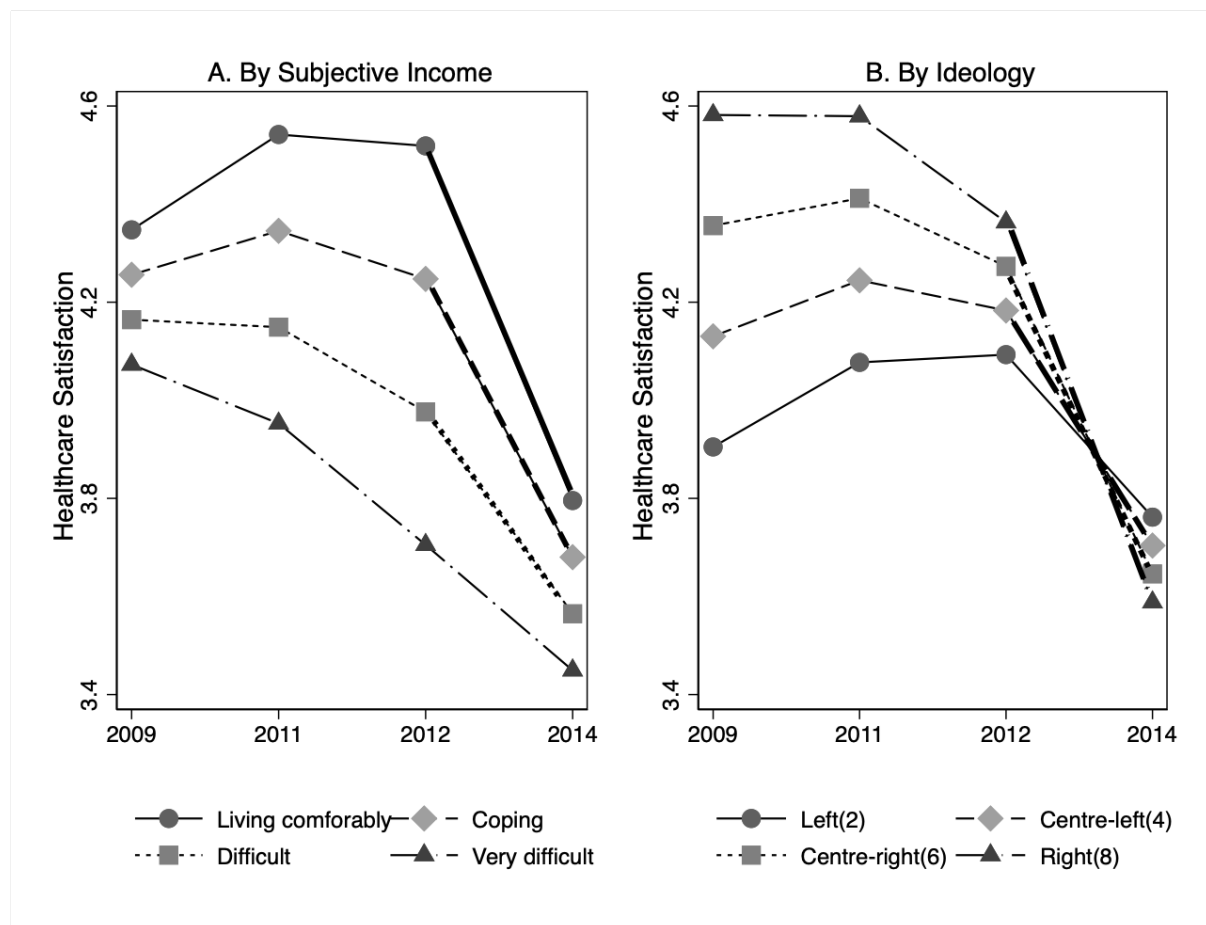 A. By Subjective Income
Healthcare Satisfaction
4.6
4.2
3.8
3.4
2009 2011 2012 2014
Living comforably Coping
Difficult Very difficult
B. By Ideology
Healthcare Satisfaction
4.6
4.2
3.8
3.4
2009 2011 2012 2014
Left(2) Centre-left(4)
Centre-right(6) Right(8)